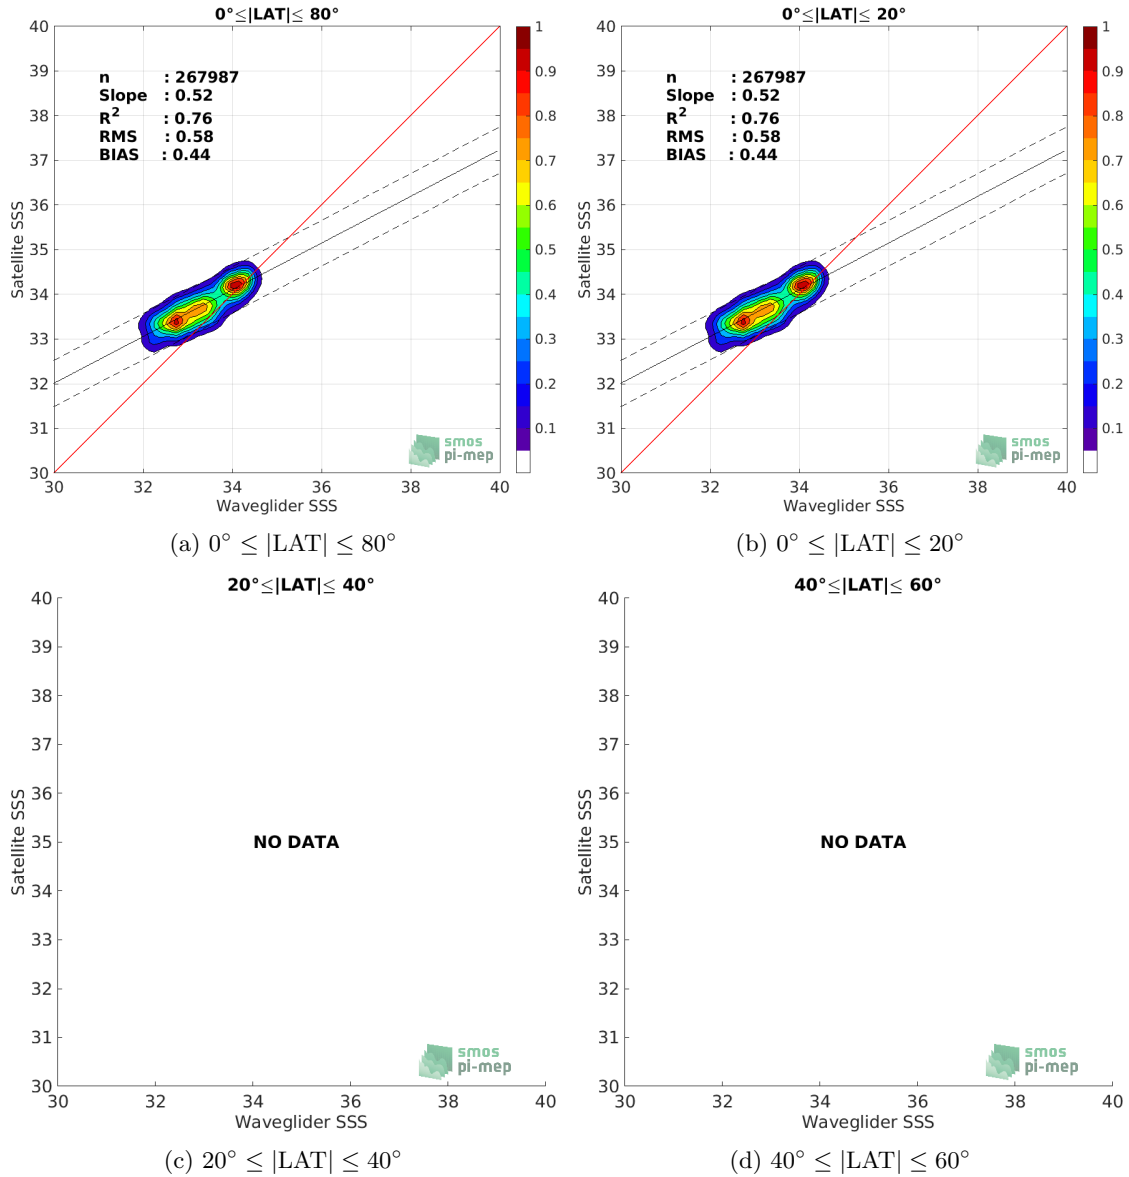 0°≤|LAT|≤ 80°
40
39
38
37
36
35
34
33
32
31
30
Satellite SSS
n : 267987
Slope : 0.52
R2 : 0.76
RMS : 0.58
BIAS : 0.44
smos
pi-mep
30 32 34 36 38 40
Waveglider SSS
1
0.9
0.8
0.7
0.6
0.5
0.4
0.3
0.2
0.1
(a) 0° ≤ |LAT| ≤ 80°
0°≤|LAT|≤ 20°
40
39
38
37
36
35
34
33
32
31
30
Satellite SSS
n : 267987
Slope : 0.52
R2 : 0.76
RMS : 0.58
BIAS : 0.44
smos
pi-mep
30 32 34 36 38 40
Waveglider SSS
1
0.9
0.8
0.7
0.6
0.5
0.4
0.3
0.2
0.1
(b) 0° ≤ |LAT| ≤ 20°
20°≤|LAT|≤ 40°
40
39
38
37
36
35
34
33
32
31
30
Satellite SSS
NO DATA
smos
pi-mep
30 32 34 36 38 40
Waveglider SSS
(c) 20° ≤ |LAT| ≤ 40°
40°≤|LAT|≤ 60°
40
39
38
37
36
35
34
33
32
31
30
Satellite SSS
NO DATA
smos
pi-mep
30 32 34 36 38 40
Waveglider SSS
(d) 40° ≤ |LAT| ≤ 60°